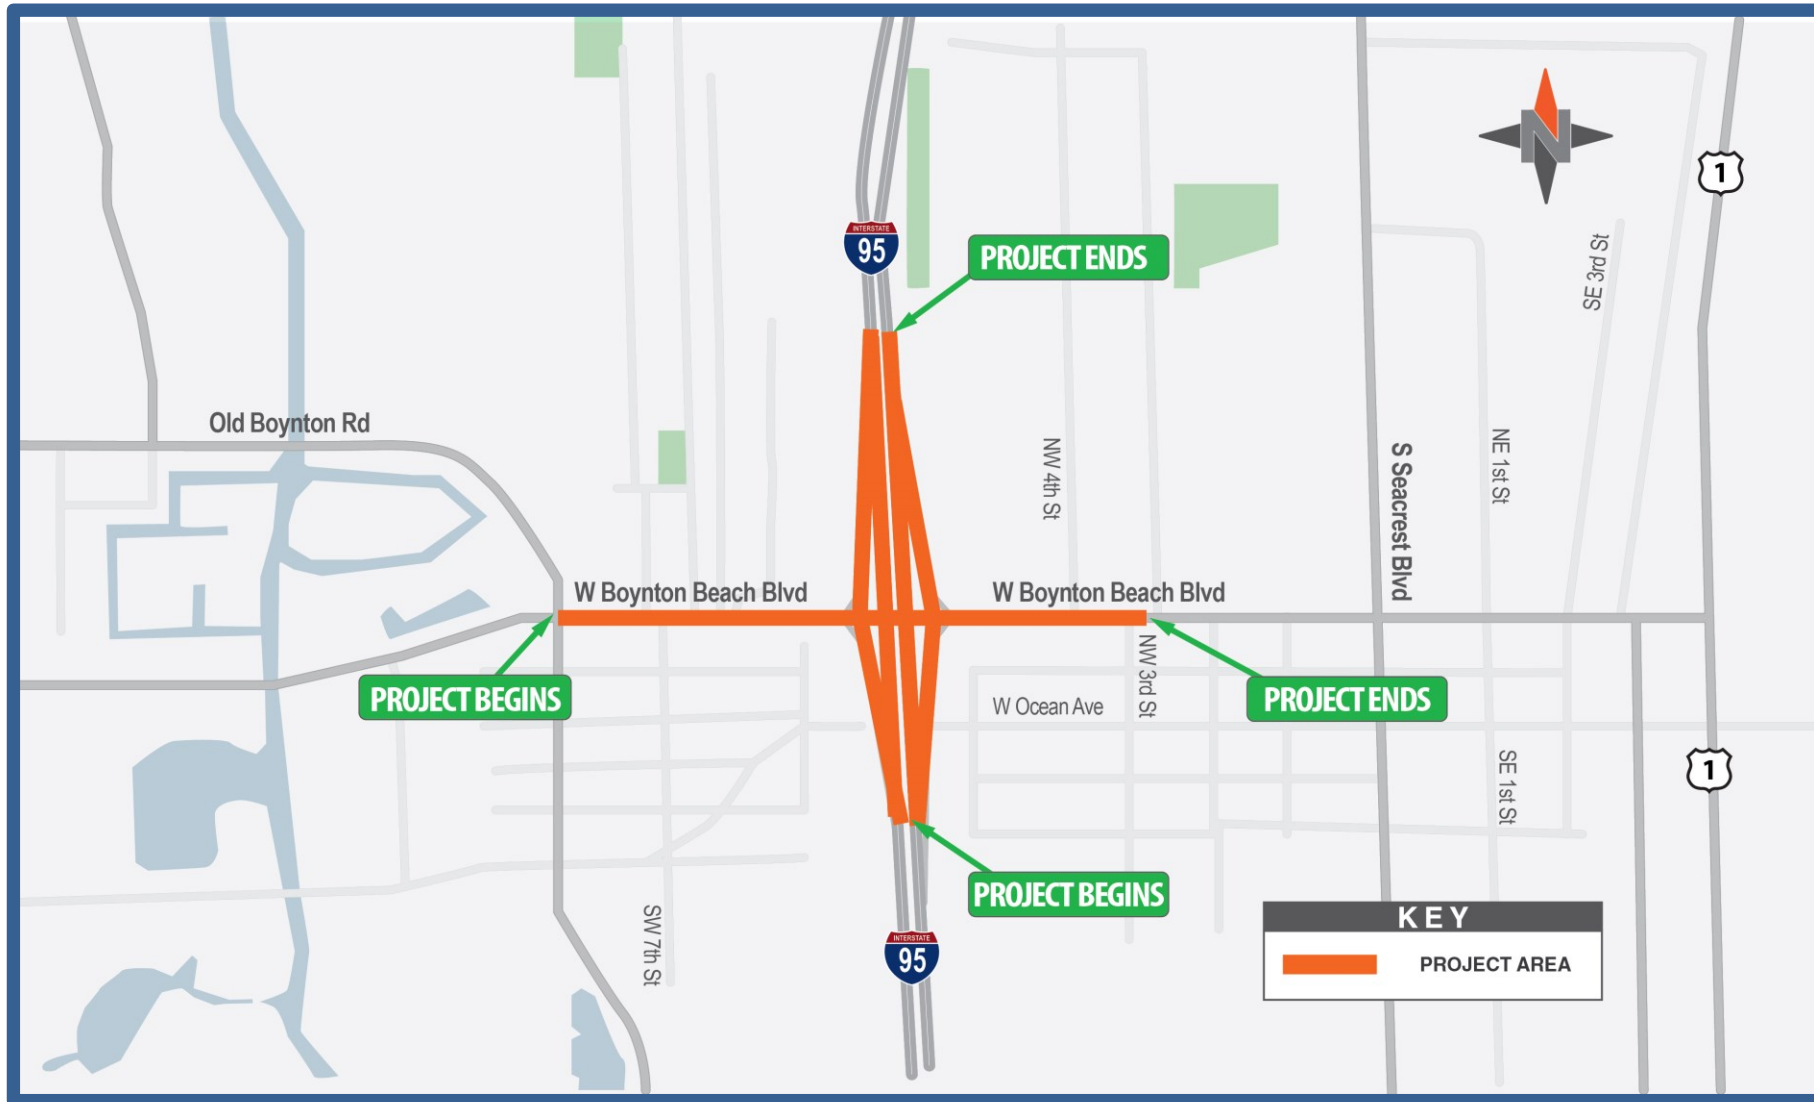 1
INTERSTATE
95
PROJECT ENDS
N
SE 3rd St
Old Boynton Rd
NW 4th St
S Seacrest Blvd
NE 1st St
W Boynton Beach Blvd
W Boynton Beach Blvd
PROJECT BEGINS
NW 3rd St
PROJECT ENDS
W Ocean Ave
SE 1st St
1
PROJECT BEGINS
SW 7th St
INTERSTATE
95
KEY
PROJECT AREA